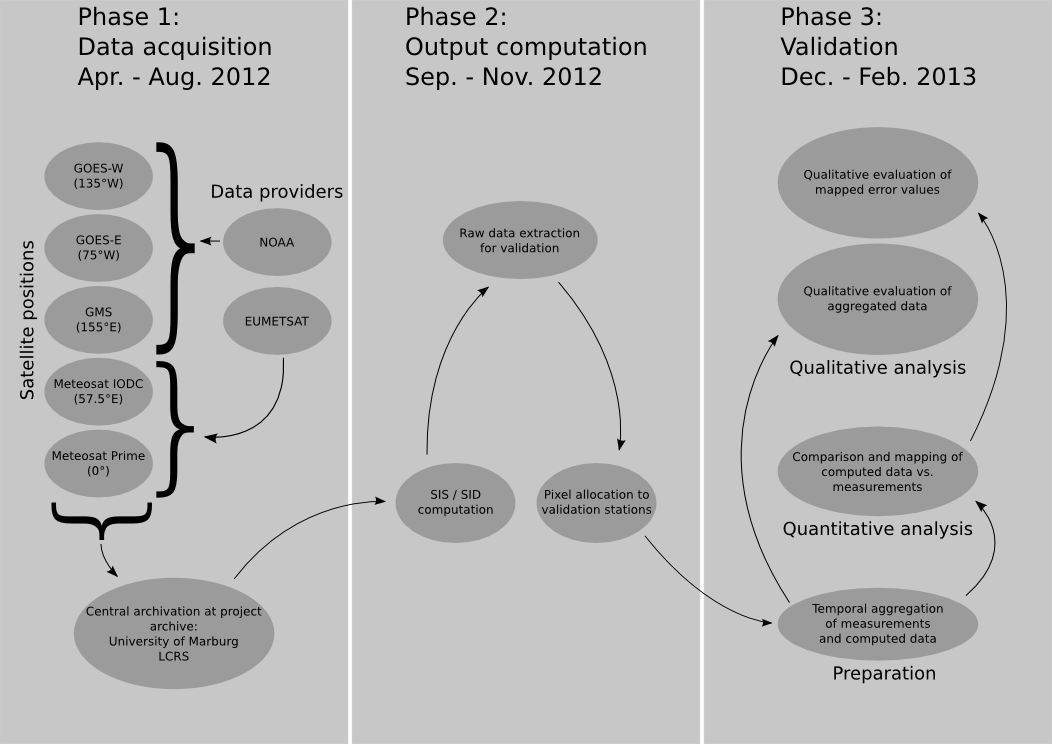 Phase 1:
Data acquisition
Apr. - Aug. 2012
Satellite positions
GOES-W
(135°W)
GOES-E
(75°W)
GMS
(155°E)
Meteosat IODC
(57.5°E)
Meteosat Prime
(0°)
Data providers
NOAA
EUMETSAT
Central archivation at project
archive:
University of Marburg
LCRS
Phase 2:
Output computation
Sep. - Nov. 2012
Raw data extraction
for validation
SIS / SID
computation
Pixel allocation to
validation stations
Phase 3:
Validation
Dec. - Feb. 2013
Qualitative evaluation of
mapped error values
Qualitative evaluation of
aggregated data
Qualitative analysis
Comparison and mapping of
computed data vs.
measurements
Quantitative analysis
Temporal aggregation
of measurements
and computed data
Preparation